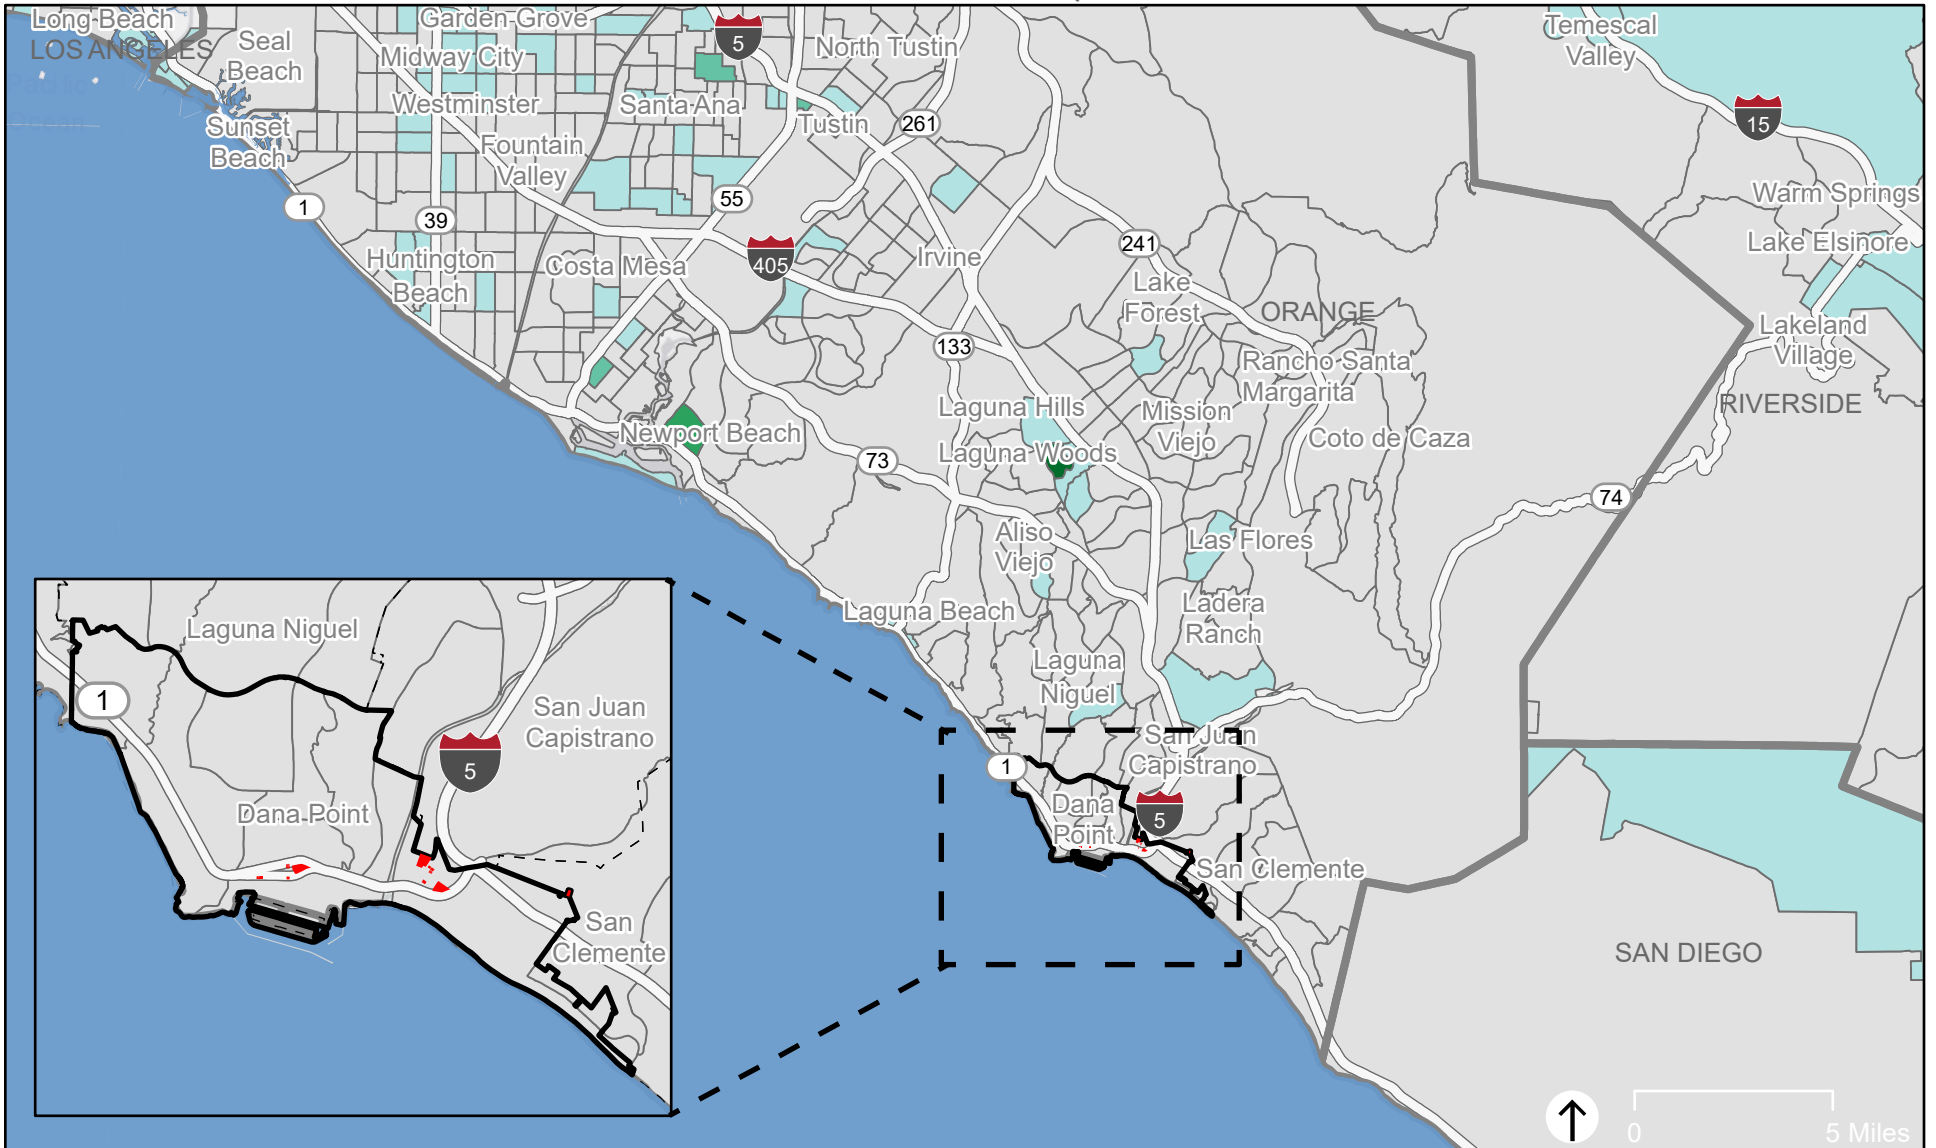 Long Beach
LOS ANGELES
Pacific
Ocean
Seal
Beach
Sunset
Beach
Garden Grove
Midway City
Westminster
Fountain
Valley
Santa Ana
5
North Tustin
Tustin
261
55
1
39
405
Huntington
Beach
Costa Mesa
Irvine
241
Lake
Forest
ORANGE
133
Rancho Santa
Margarita
Laguna Hills
Mission
Viejo
Newport Beach
Laguna Woods
Coto de Caza
73
74
Aliso
Viejo
Las Flores
Laguna Beach
Ladera
Ranch
Laguna
Niguel
San Juan
Capistrano
1
Dana
Point
5
San Clemente
Temescal
Valley
15
Warm Springs
Lake Elsinore
Lakeland
Village
RIVERSIDE
SAN DIEGO
Laguna Niguel
1
San Juan
Capistrano
5
Dana Point
San
Clemente
0
5 Miles